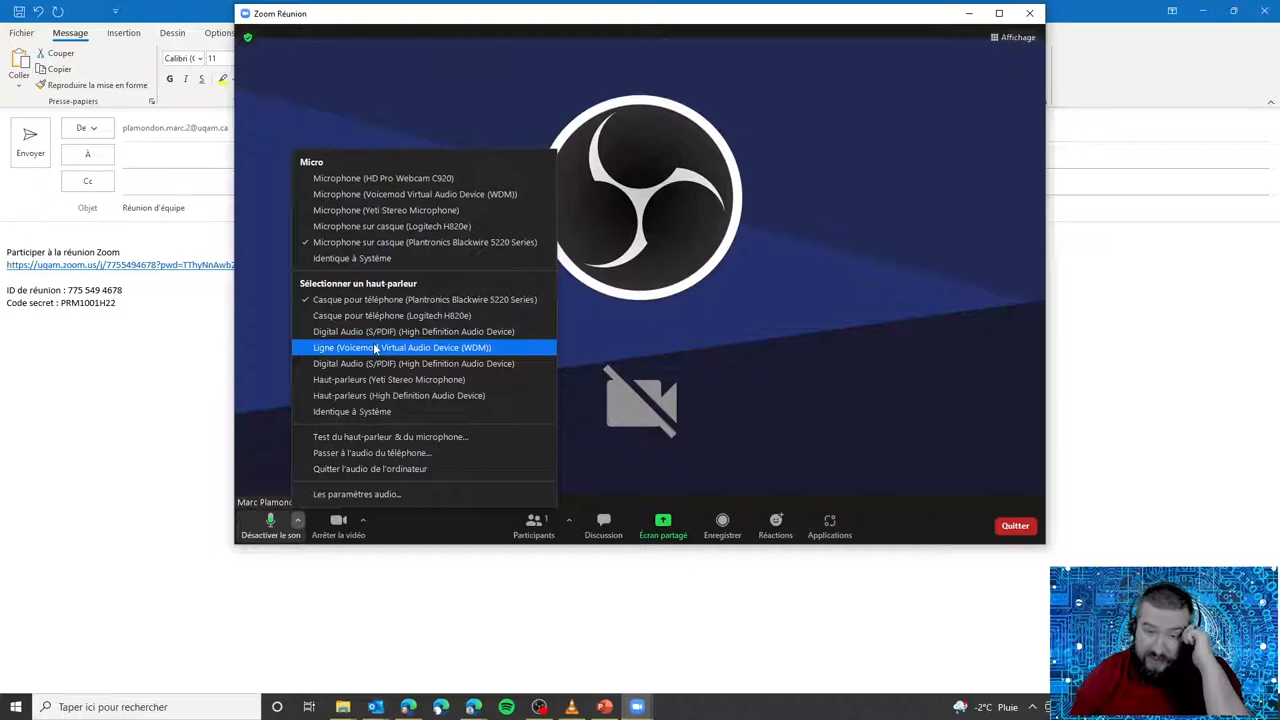 Zoom Réunion
Fichier Message Insertion Dessin Options
Affichage
Coller
Couper
Copier
Reproduire la mise en forme
Calibri (C 11
G I S
Presse-papiers
Envoyer
De plamondon.marc.2@uqam.ca
À
Cc
Objet Réunion d'équipe
Participer à la réunion Zoom
https://uqam.zoom.us/j/7755494678?pwd=TThyNnAwb2
ID de réunion : 775 549 4678
Code secret : PRM1001H22
Micro
Microphone (HD Pro Webcam C920)
Microphone (Voicemod Virtual Audio Device (WDM))
Microphone (Yeti Stereo Microphone)
Microphone sur casque (Logitech H820e)
✓ Microphone sur casque (Plantronics Blackwire 5220 Series)
Identique à Système
Sélectionner un haut-parleur
✓ Casque pour téléphone (Plantronics Blackwire 5220 Series)
Casque pour téléphone (Logitech H820e)
Digital Audio (S/PDIF) (High Definition Audio Device)
Ligne (Voicemod Virtual Audio Device (WDM))
Digital Audio (S/PDIF) (High Definition Audio Device)
Haut-parleurs (Yeti Stereo Microphone)
Haut-parleurs (High Definition Audio Device)
Identique à Système
Test du haut-parleur & du microphone...
Passer à l'audio du téléphone...
Quitter l'audio de l'ordinateur
Les paramètres audio...
Marc Plamond
Désactiver le son Arrêter la vidéo Participants 1 Discussion Écran partagé Enregistrer Réactions Applications Quitter
Taper ici pour rechercher
-2°C Pluie